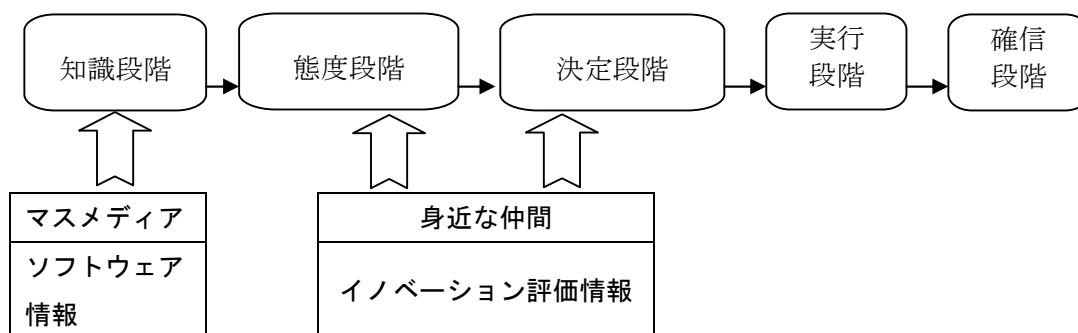 知識段階
態度段階
決定段階
実行
段階
確信
段階
マスメディア
ソフトウェア
情報
身近な仲間
イノベーション評価情報